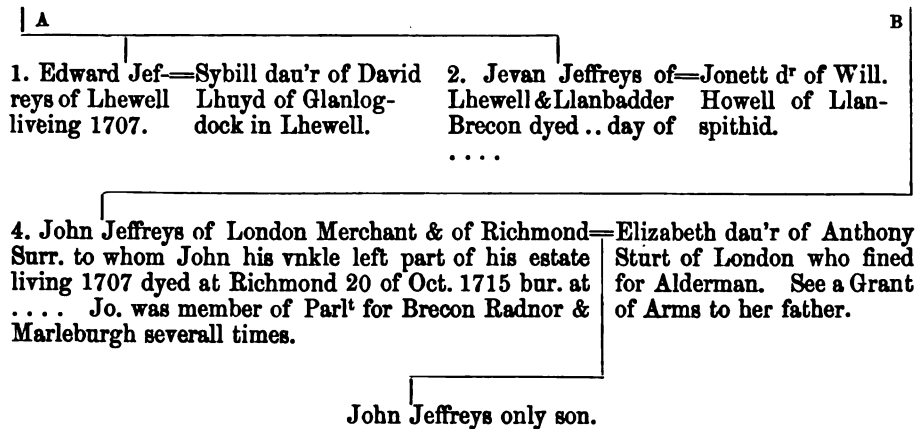 A B
1. Edward Jef-=Sybill dau'r of David
reys of Lhewell Lhuyd of Glanlog-
liveing 1707. dock in Lhewell.
2. Jevan Jeffreys of=Jonett dʳ of Will.
Lhewell & Llanbadder Howell of Llan-
Brecon dyed .. day of spithid.
. . . .
4. John Jeffreys of London Merchant & of Richmond=Elizabeth dau'r of Anthony
Surr. to whom John his vnkle left part of his estate Sturt of London who fined
living 1707 dyed at Richmond 20 of Oct. 1715 bur. at for Alderman. See a Grant
. . . . Jo. was member of Parlᵗ for Brecon Radnor & of Arms to her father.
Marleburgh severall times.
John Jeffreys only son.